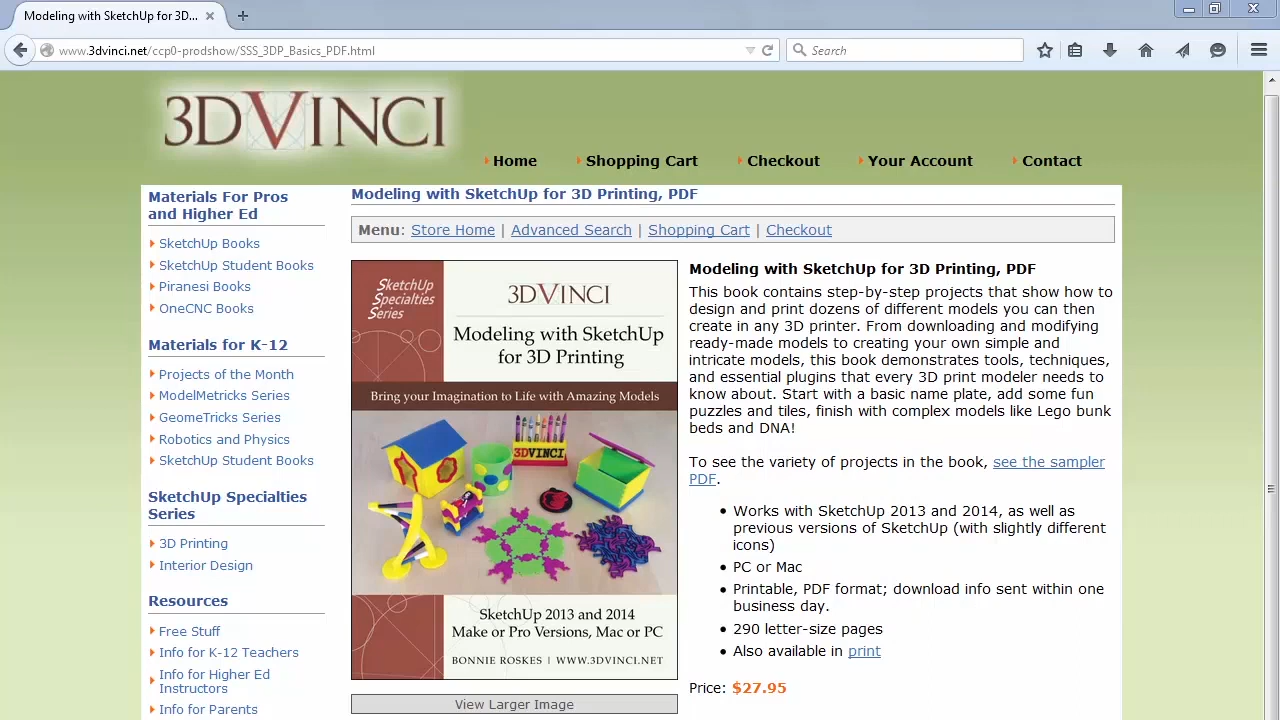 Modeling with SketchUp for 3D...
www.3dvinci.net/ccp0-prodshow/SSS_3DP_Basics_PDF.html
Search
3DVINCI
Home
Shopping Cart
Checkout
Your Account
Contact
Materials For Pros
and Higher Ed
SketchUp Books
SketchUp Student Books
Piranesi Books
OneCNC Books
Materials for K-12
Projects of the Month
ModelMetricks Series
GeomeTricks Series
Robotics and Physics
SketchUp Student Books
SketchUp Specialties
Series
3D Printing
Interior Design
Resources
Free Stuff
Info for K-12 Teachers
Info for Higher Ed
Instructors
Info for Parents
Modeling with SketchUp for 3D Printing, PDF
Menu: Store Home | Advanced Search | Shopping Cart | Checkout
SketchUp
Specialties
Series
3DVINCI
Modeling with SketchUp
for 3D Printing
Bring your Imagination to Life with Amazing Models
3DVINCI
SketchUp 2013 and 2014
Make or Pro Versions, Mac or PC
BONNIE ROSKES | WWW.3DVINCI.NET
View Larger Image
Modeling with SketchUp for 3D Printing, PDF
This book contains step-by-step projects that show how to
design and print dozens of different models you can then
create in any 3D printer. From downloading and modifying
ready-made models to creating your own simple and
intricate models, this book demonstrates tools, techniques,
and essential plugins that every 3D print modeler needs to
know about. Start with a basic name plate, add some fun
puzzles and tiles, finish with complex models like Lego bunk
beds and DNA!
To see the variety of projects in the book, see the sampler
PDF.
Works with SketchUp 2013 and 2014, as well as
previous versions of SketchUp (with slightly different
icons)
PC or Mac
Printable, PDF format; download info sent within one
business day.
290 letter-size pages
Also available in print
Price: $27.95